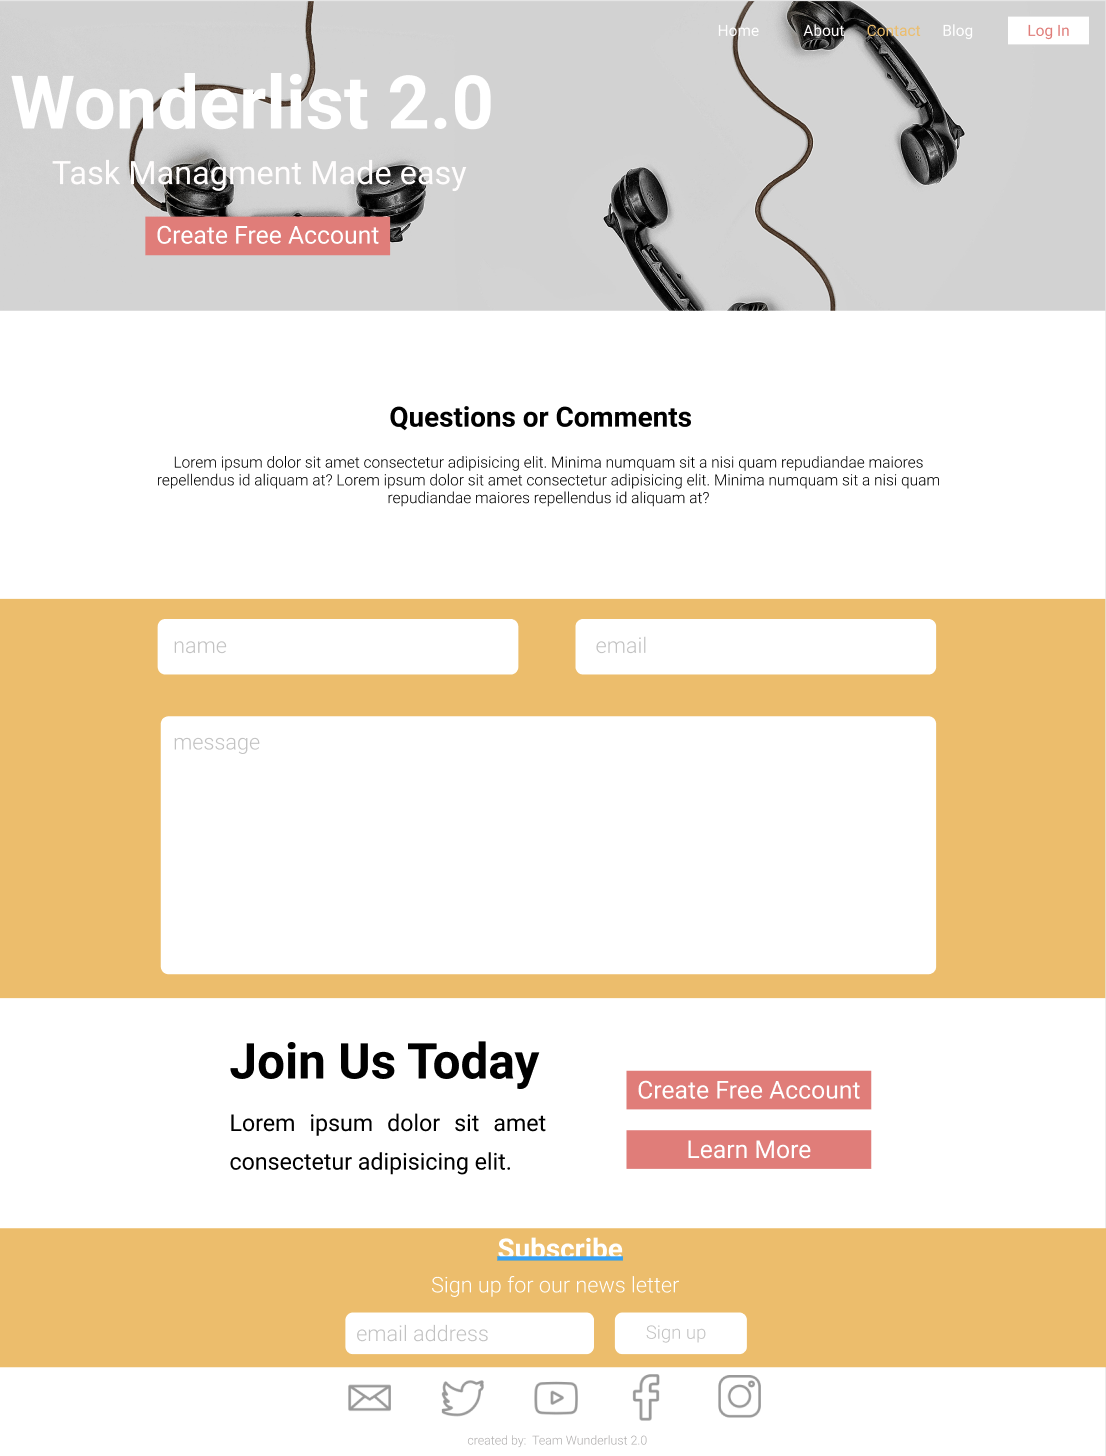 Home About Contact Blog Log In
Wonderlist 2.0
Task Managment Made easy
Create Free Account
Questions or Comments
Lorem ipsum dolor sit amet consectetur adipisicing elit. Minima numquam sit a nisi quam repudiandae maiores
repellendus id aliquam at? Lorem ipsum dolor sit amet consectetur adipisicing elit. Minima numquam sit a nisi quam
repudiandae maiores repellendus id aliquam at?
name
email
message
Join Us Today
Lorem ipsum dolor sit amet
consectetur adipisicing elit.
Create Free Account
Learn More
Subscribe
Sign up for our news letter
email address
Sign up
created by: Team Wunderlust 2.0